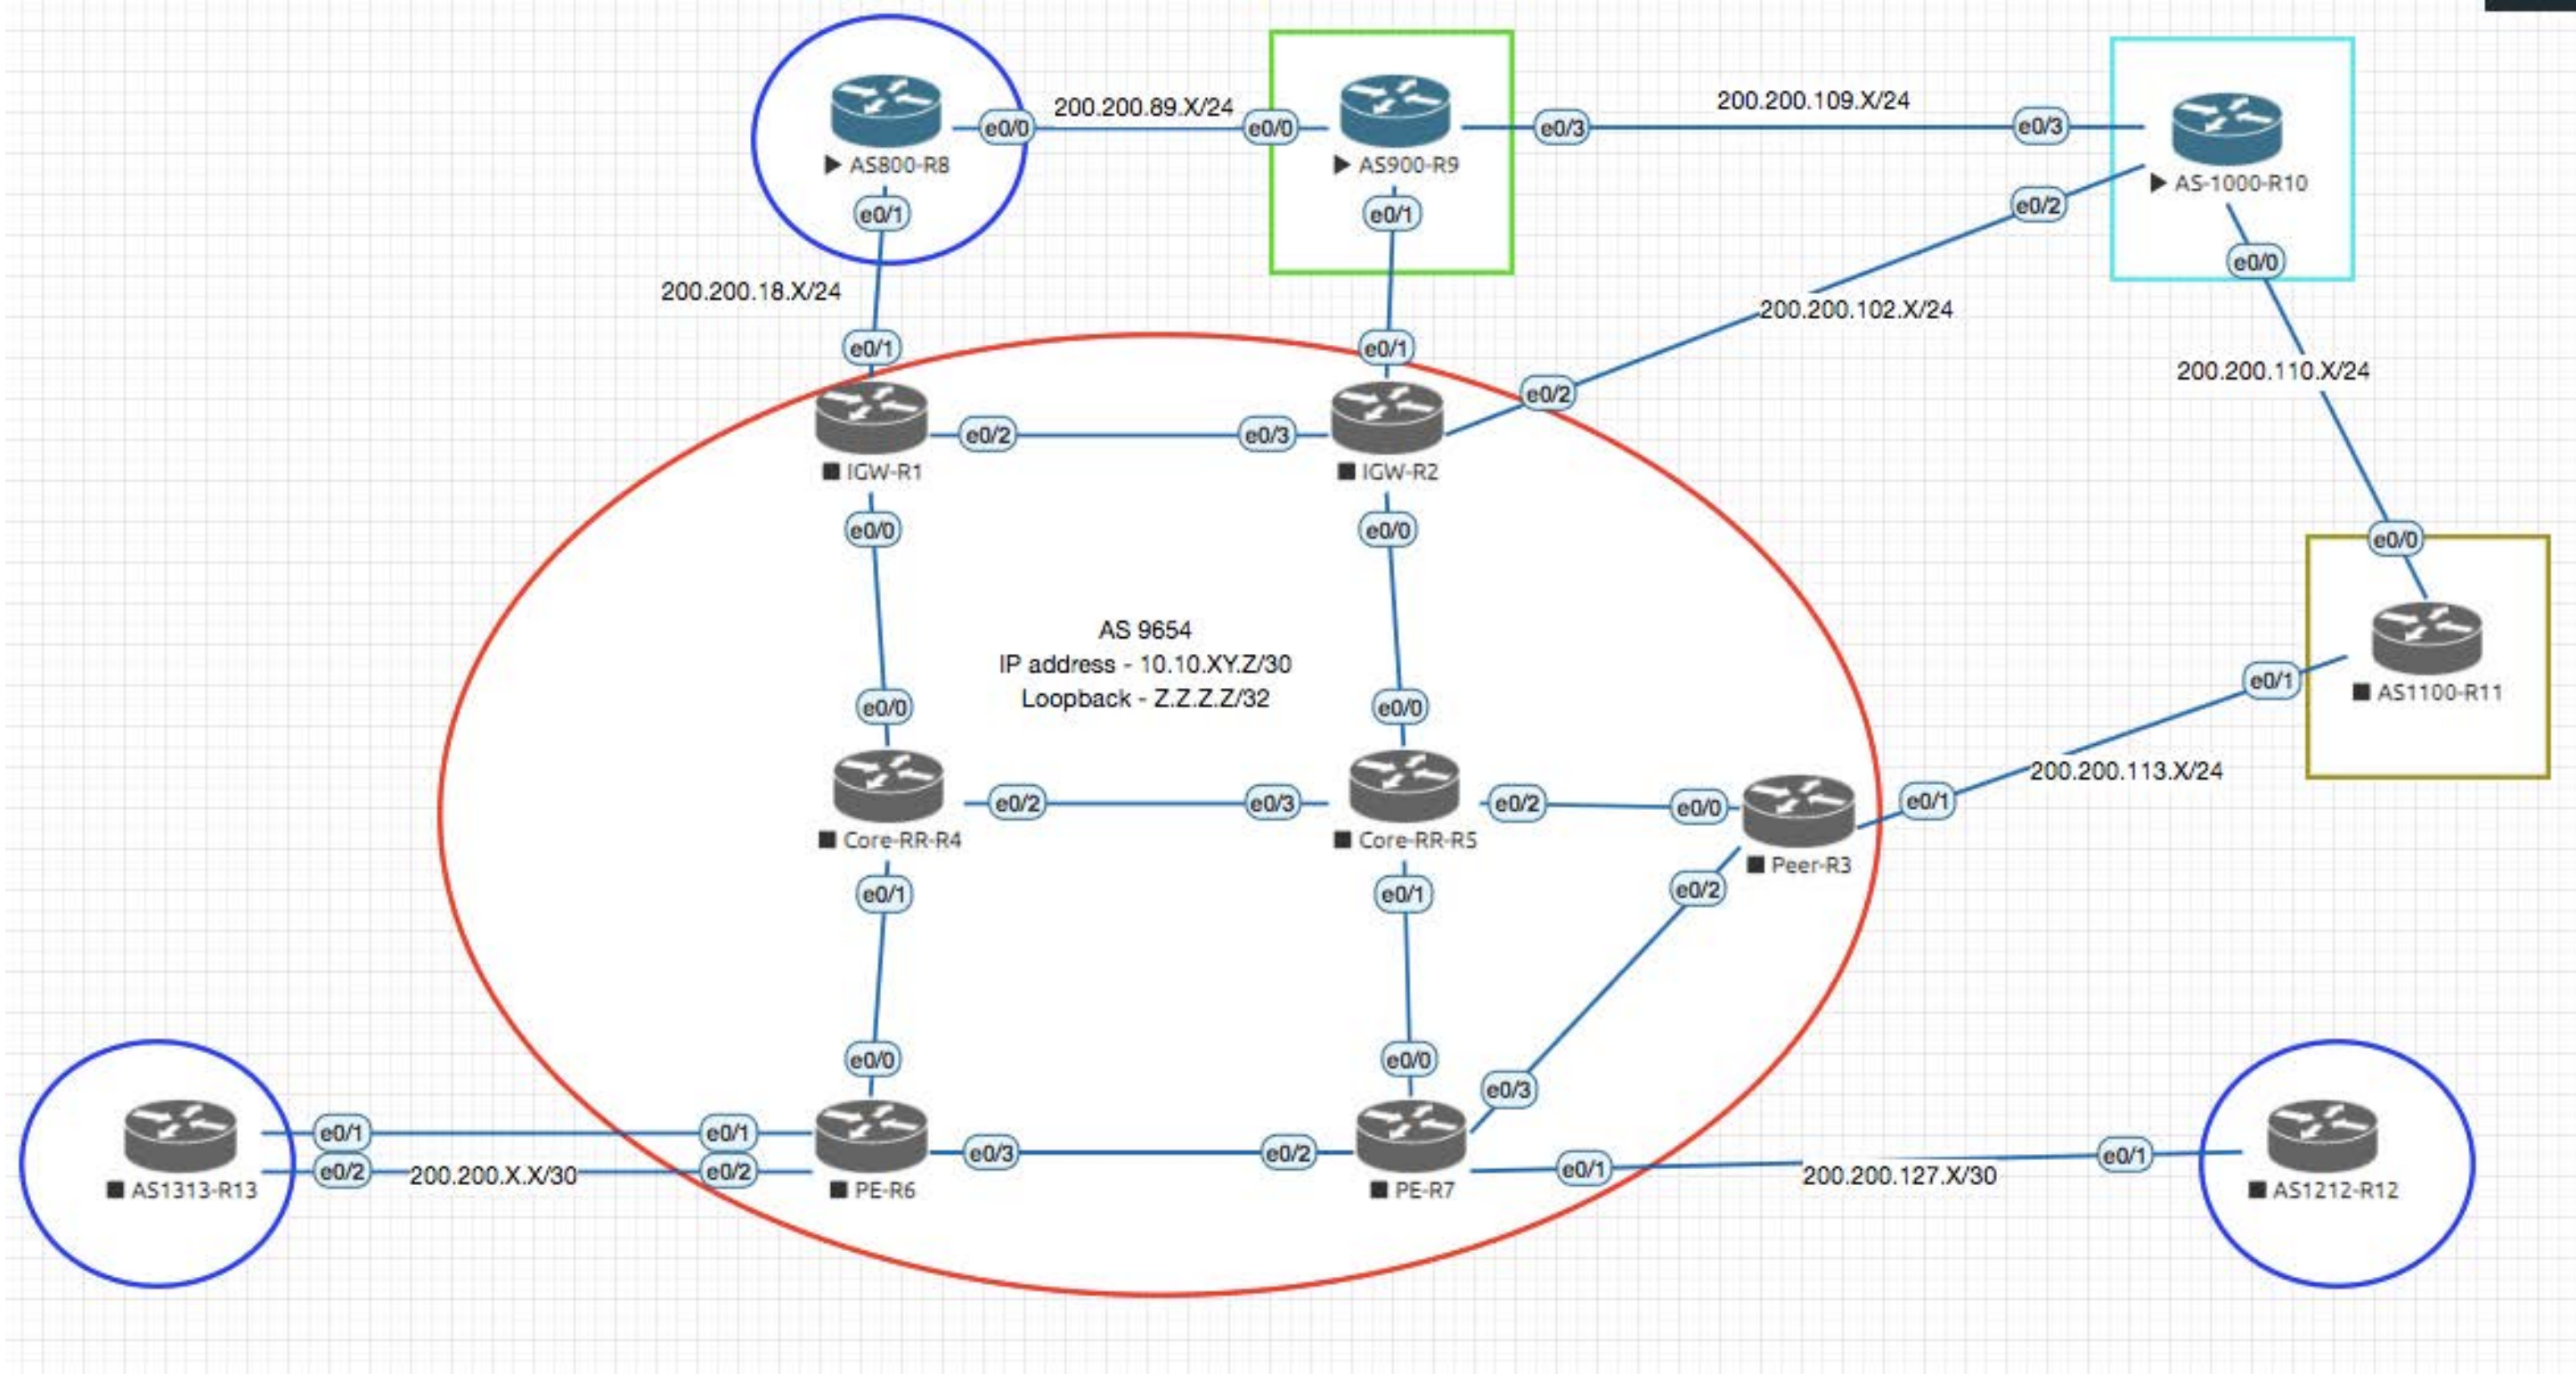 e0/0
200.200.89.X/24
e0/0
e0/3
200.200.109.X/24
e0/3
AS800-R8
AS900-R9
AS-1000-R10
e0/1
e0/1
e0/2
e0/0
200.200.18.X/24
200.200.102.X/24
e0/1
e0/1
200.200.110.X/24
e0/2
e0/2
e0/3
IGW-R1
IGW-R2
e0/0
e0/0
e0/0
AS 9654
IP address - 10.10.XY.Z/30
Loopback - Z.Z.Z.Z/32
e0/1
AS1100-R11
e0/0
e0/0
200.200.113.X/24
e0/2
e0/3
e0/2
e0/0
e0/1
Core-RR-R4
Core-RR-R5
Peer-R3
e0/1
e0/1
e0/2
e0/0
e0/0
e0/3
e0/1
e0/1
e0/3
e0/2
e0/1
e0/1
e0/2
200.200.X.X/30
e0/2
200.200.127.X/30
AS1313-R13
PE-R6
PE-R7
AS1212-R12